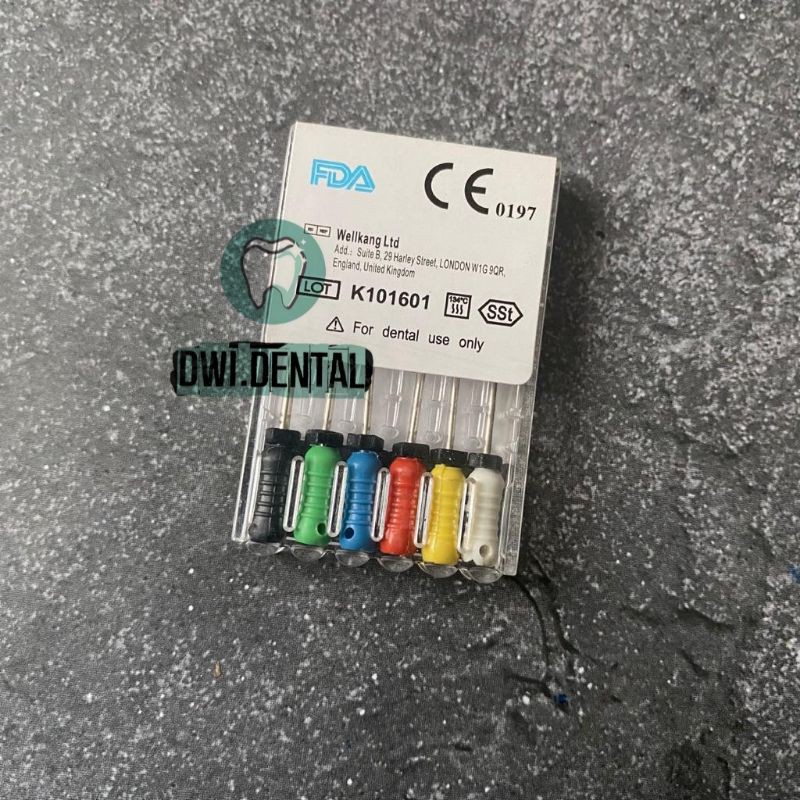 FDA
CE 0197
Wellkang Ltd
Add.: Suite B, 29 Harley Street, LONDON W1G 9QR,
England, United Kingdom
LOT K101601 134°C SSt
For dental use only
DWI.DENTAL